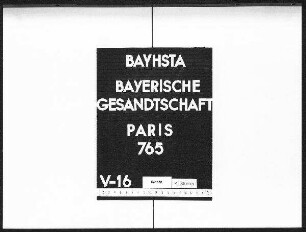 BAYHSTA
BAYERISCHE
GESANDTSCHAFT
PARIS
765
V-16